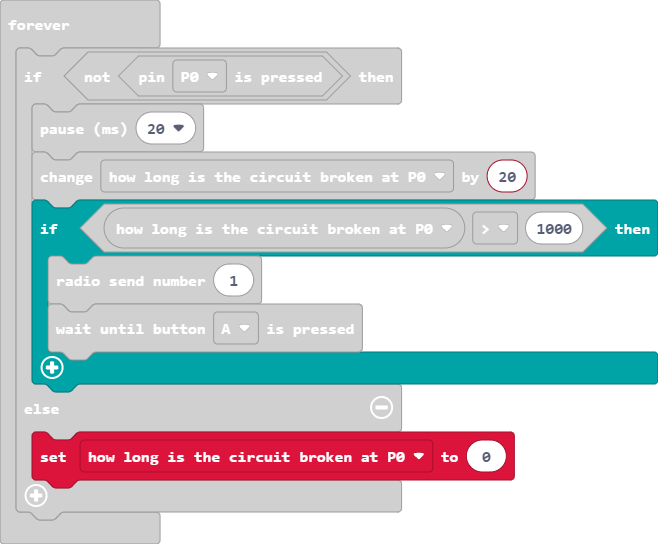 forever
if not pin P0 is pressed then
pause (ms) 20
change how long is the circuit broken at P0 by 20
if how long is the circuit broken at P0 > 1000 then
radio send number 1
wait until button A is pressed
else
set how long is the circuit broken at P0 to 0